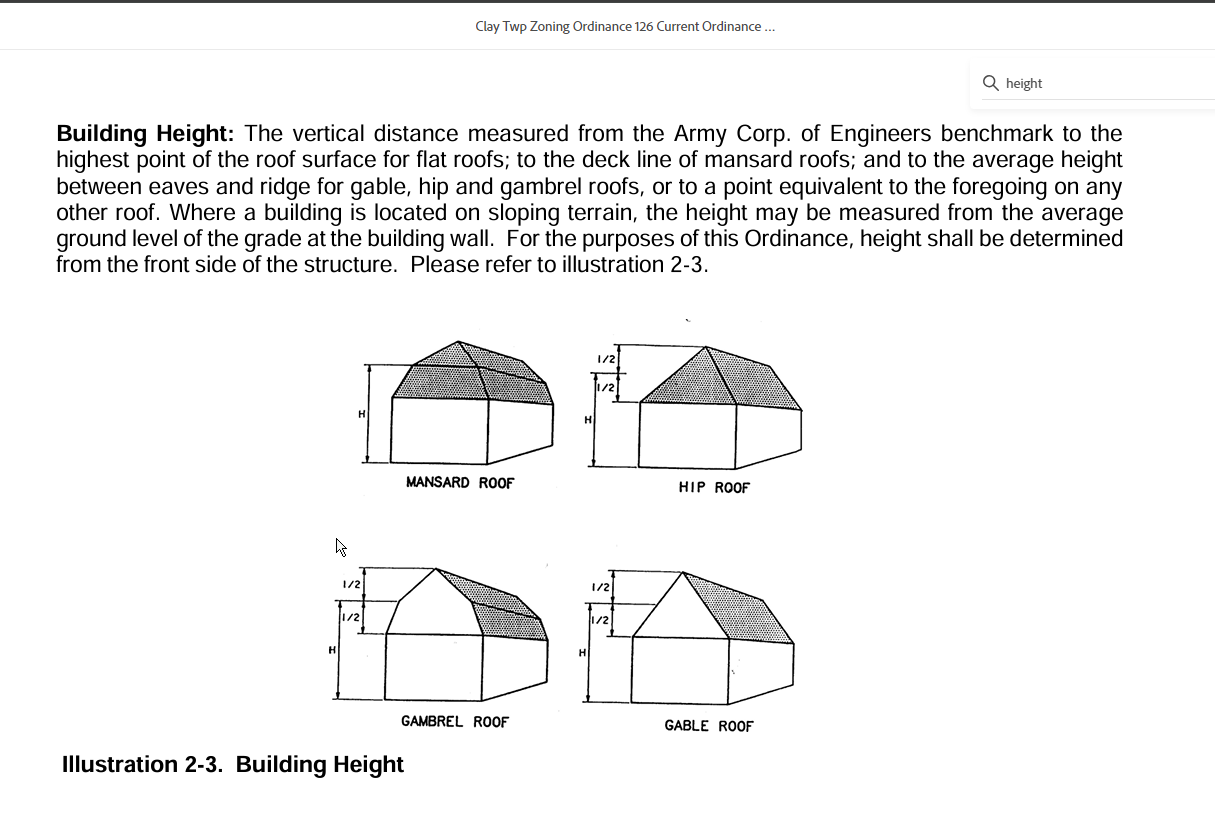 Clay Twp Zoning Ordinance 126 Current Ordinance ...
height
Building Height: The vertical distance measured from the Army Corp. of Engineers benchmark to the
highest point of the roof surface for flat roofs; to the deck line of mansard roofs; and to the average height
between eaves and ridge for gable, hip and gambrel roofs, or to a point equivalent to the foregoing on any
other roof. Where a building is located on sloping terrain, the height may be measured from the average
ground level of the grade at the building wall. For the purposes of this Ordinance, height shall be determined
from the front side of the structure. Please refer to illustration 2-3.
H
MANSARD ROOF
1/2
1/2
H
HIP ROOF
1/2
1/2
H
GAMBREL ROOF
1/2
1/2
H
GABLE ROOF
Illustration 2-3. Building Height